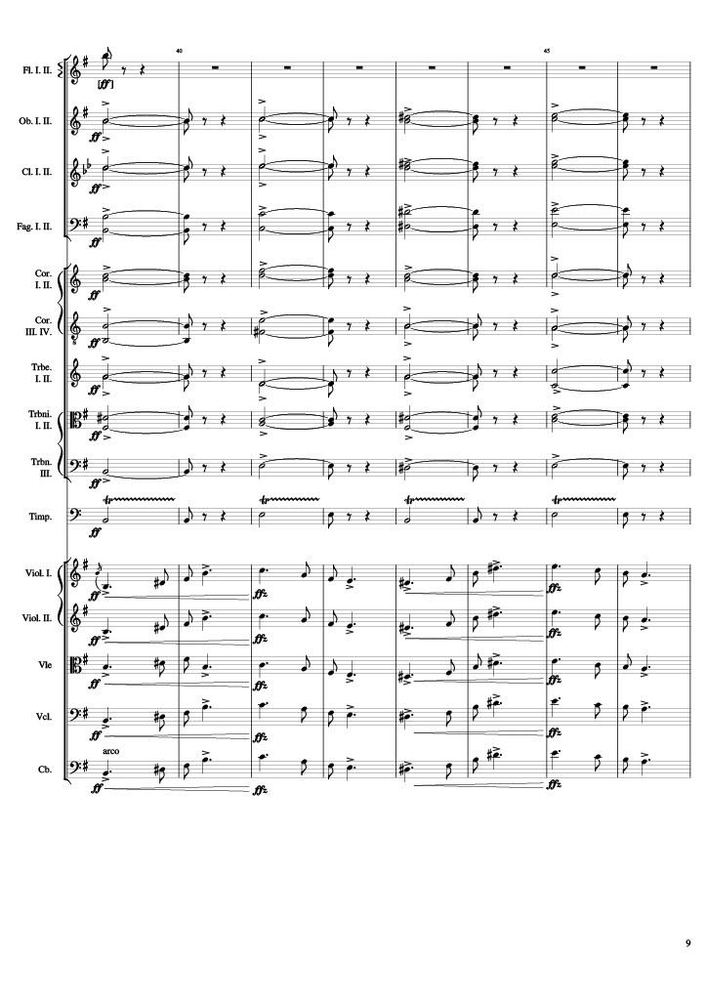 40 45
Fl. I. II.
[ff]
Ob. I. II.
ff
Cl. I. II.
ff
Fag. I. II.
ff
Cor.
I. II.
ff
Cor.
III. IV.
ff
Trbe.
I. II.
ff
Trbni.
I. II.
ff
Trbn.
III.
ff
tr tr tr tr
Timp.
ff
Viol. I.
ff ffz ffz
Viol. II.
ff ffz ffz
Vle
ff ffz ffz
Vcl.
ff ffz ffz
arco
Cb.
ff ffz ffz
9